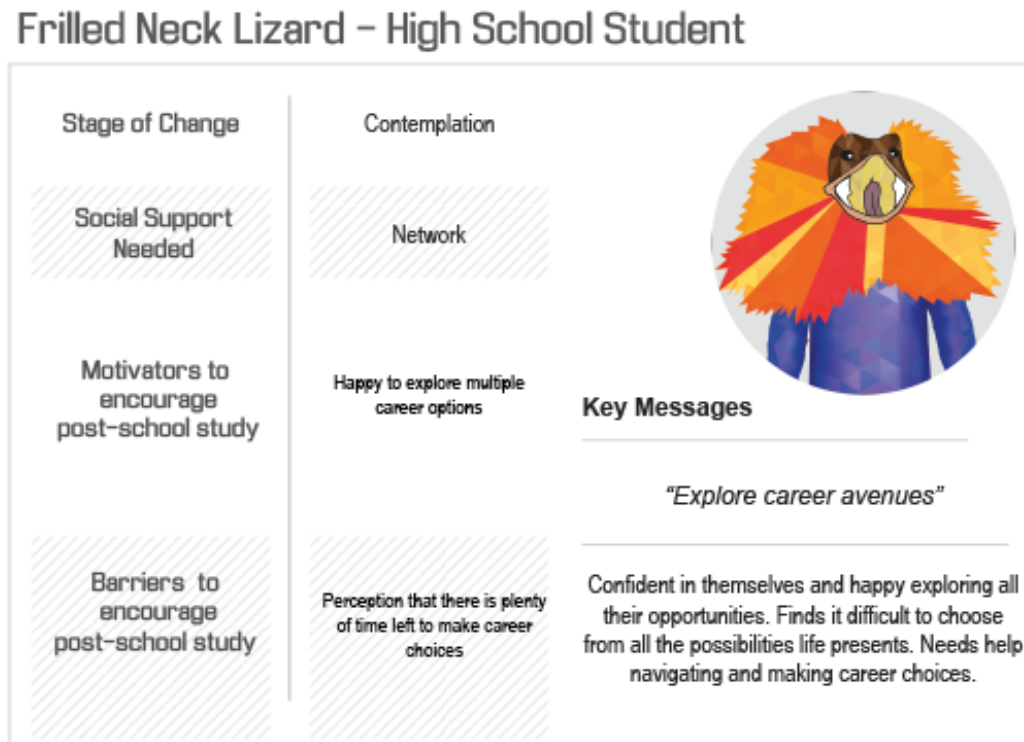 Frilled Neck Lizard – High School Student
Stage of Change
Contemplation
Social Support
Needed
Network
Motivators to
encourage
post-school study
Happy to explore multiple
career options
Barriers to
encourage
post-school study
Perception that there is plenty
of time left to make career
choices
Key Messages
“Explore career avenues”
Confident in themselves and happy exploring all
their opportunities. Finds it difficult to choose
from all the possibilities life presents. Needs help
navigating and making career choices.